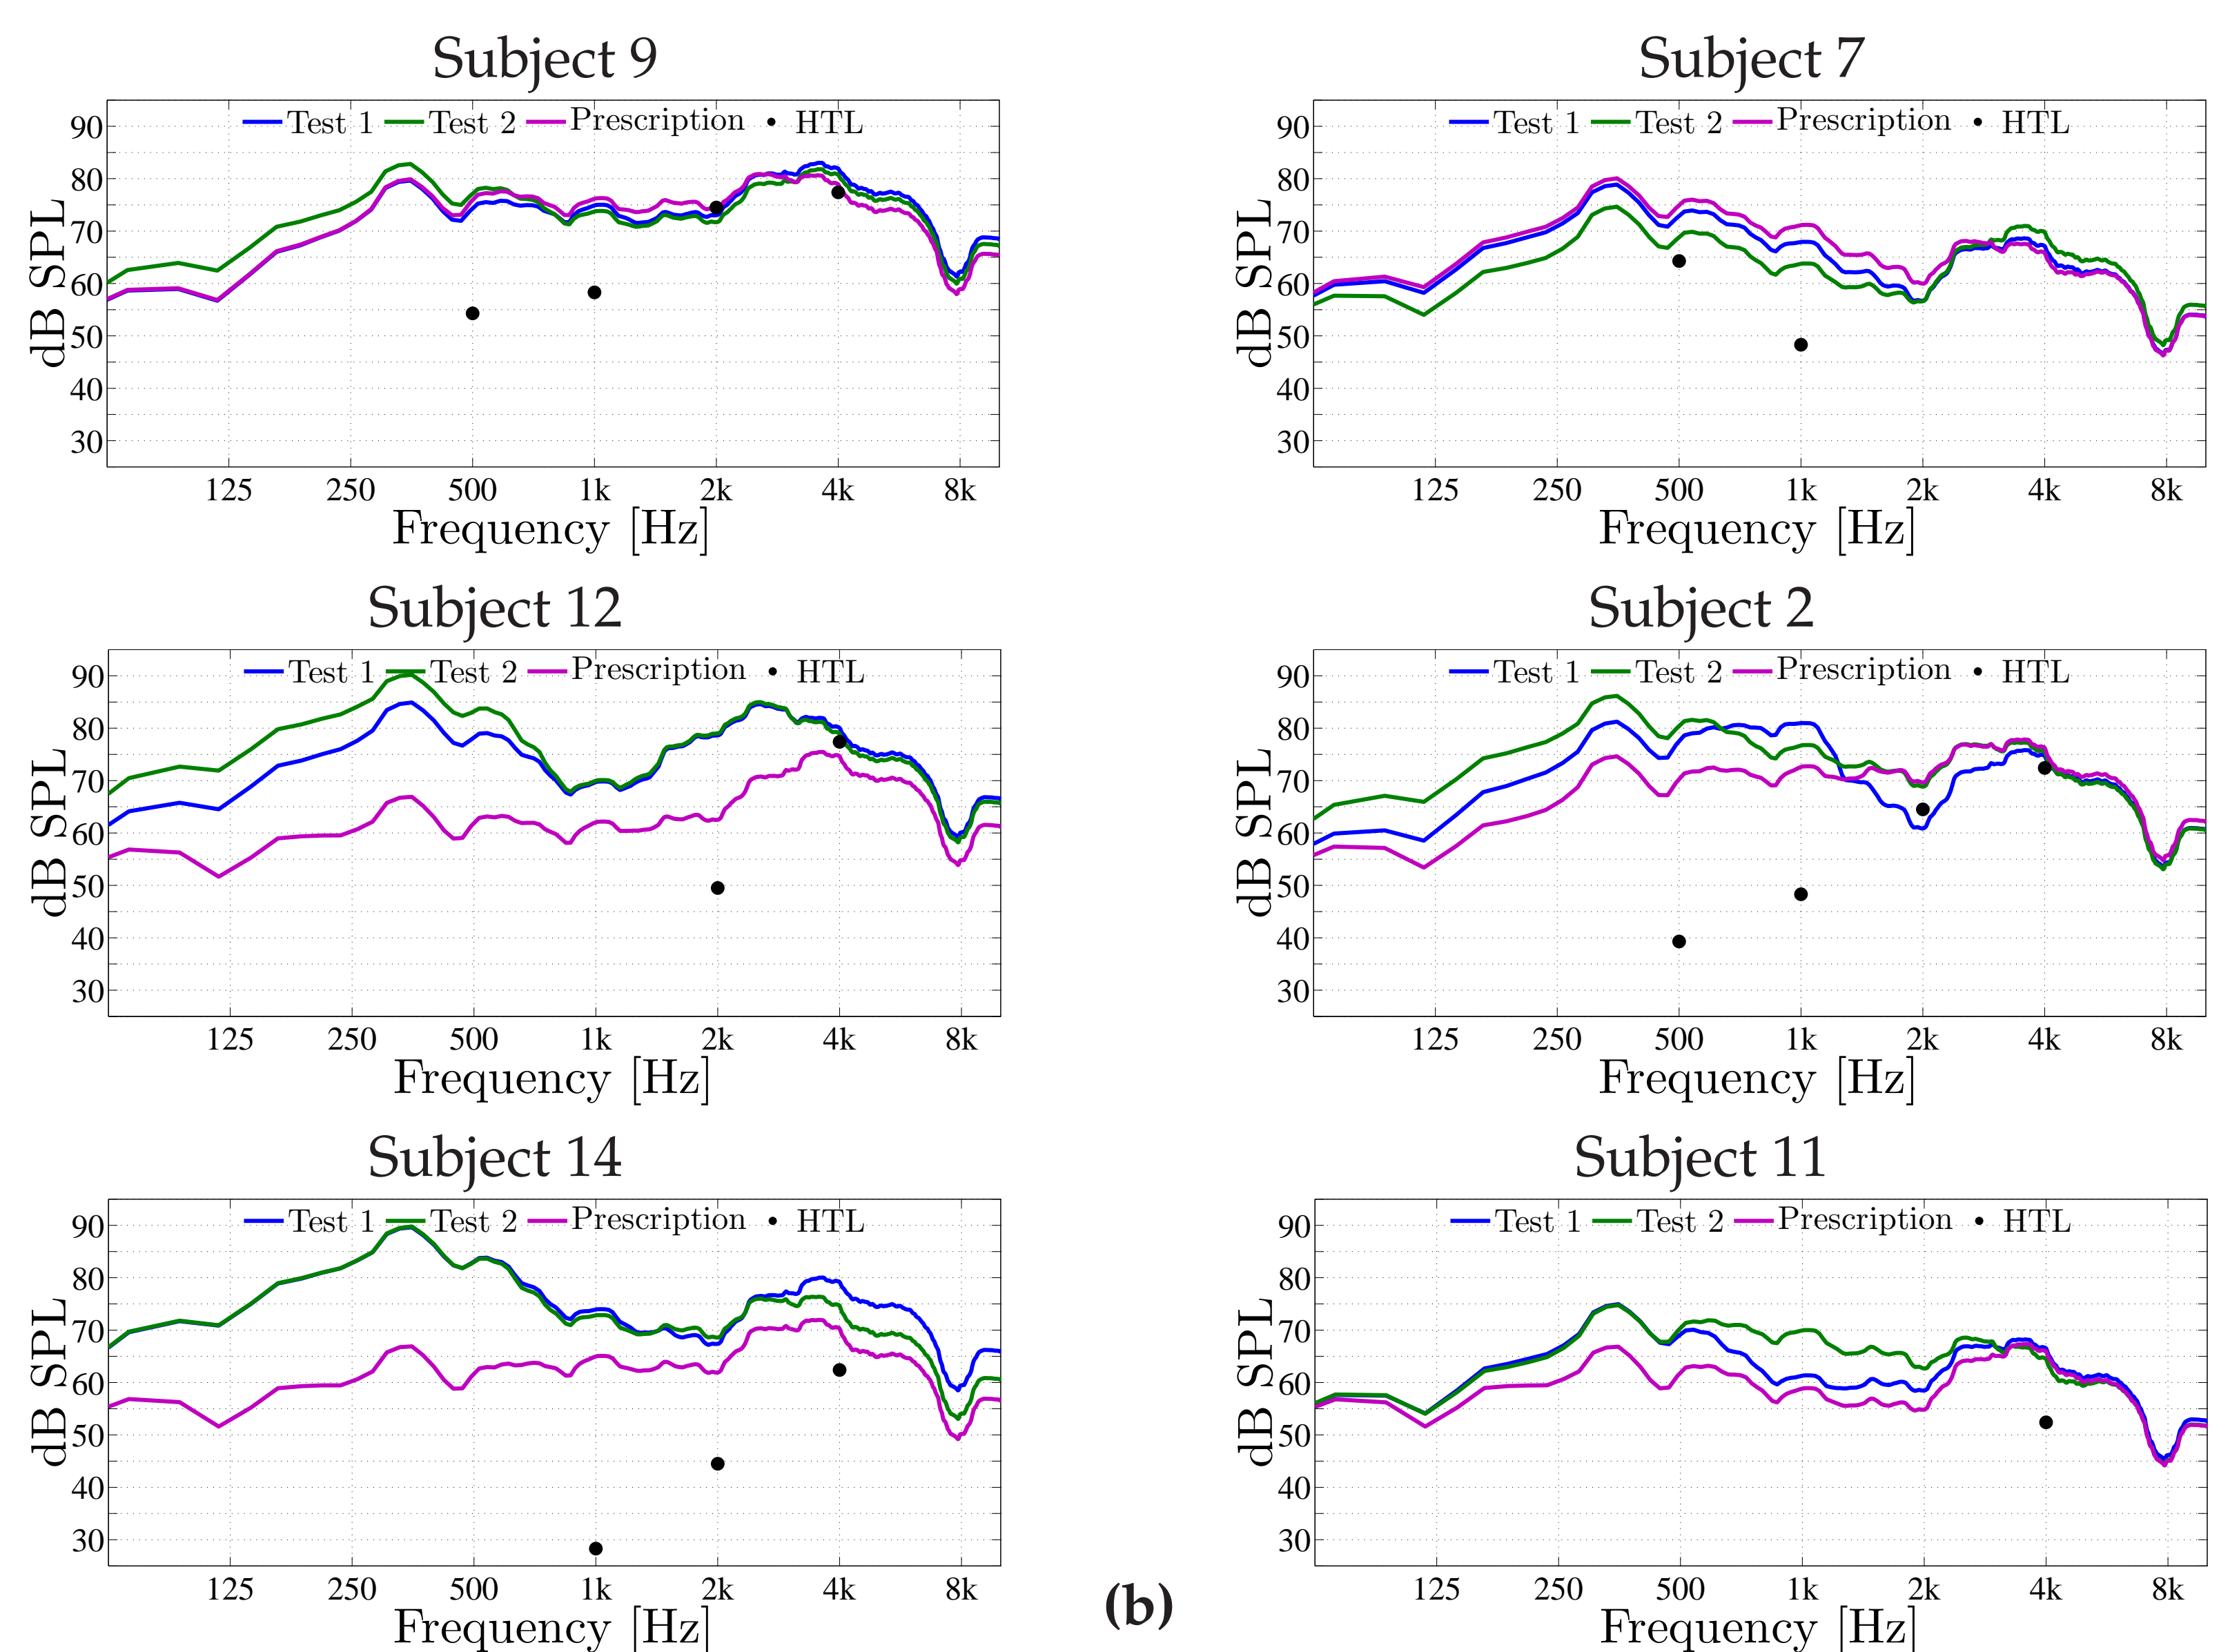 Subject 9
Test 1 Test 2 Prescription HTL
90
80
70
60
50
40
30
dB SPL
125 250 500 1k 2k 4k 8k
Frequency [Hz]
Subject 7
Test 1 Test 2 Prescription HTL
90
80
70
60
50
40
30
dB SPL
125 250 500 1k 2k 4k 8k
Frequency [Hz]
Subject 12
Test 1 Test 2 Prescription HTL
90
80
70
60
50
40
30
dB SPL
125 250 500 1k 2k 4k 8k
Frequency [Hz]
Subject 2
Test 1 Test 2 Prescription HTL
90
80
70
60
50
40
30
dB SPL
125 250 500 1k 2k 4k 8k
Frequency [Hz]
Subject 14
Test 1 Test 2 Prescription HTL
90
80
70
60
50
40
30
dB SPL
125 250 500 1k 2k 4k 8k
Frequency [Hz]
(b)
Subject 11
Test 1 Test 2 Prescription HTL
90
80
70
60
50
40
30
dB SPL
125 250 500 1k 2k 4k 8k
Frequency [Hz]